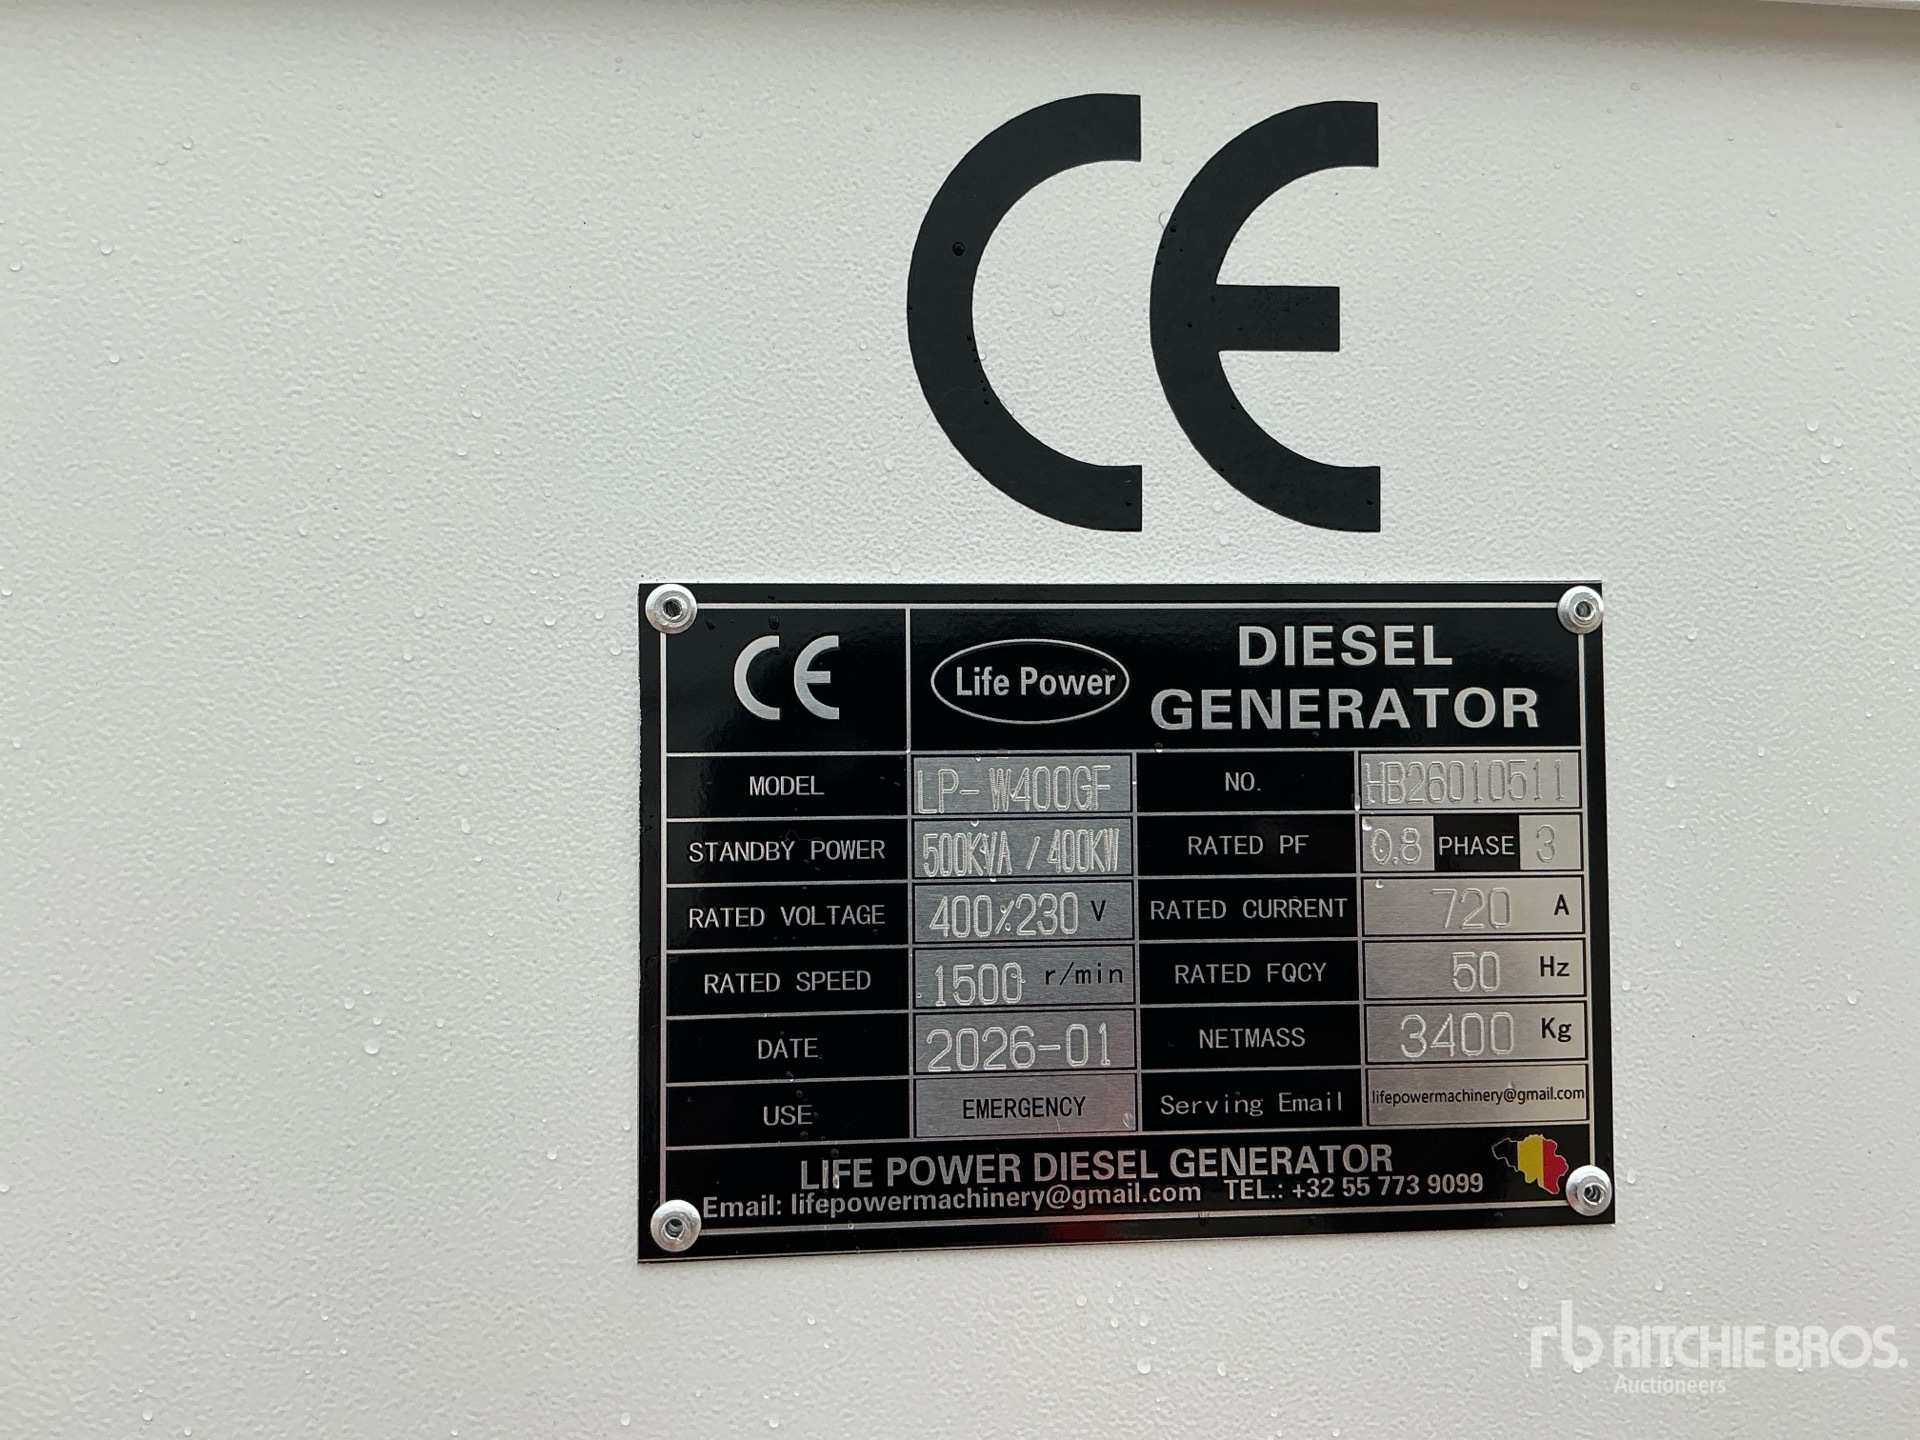 CE
CE
Life Power
DIESEL
GENERATOR
MODEL LP-W400GF NO. HB26010511
STANDBY POWER 500KVA / 400KW RATED PF 0.8 PHASE 3
RATED VOLTAGE 400/230 V RATED CURRENT 720 A
RATED SPEED 1500 r/min RATED FQCY 50 Hz
DATE 2026-01 NETMASS 3400 Kg
USE EMERGENCY Serving Email lifepowermachinery@gmail.com
LIFE POWER DIESEL GENERATOR
Email: lifepowermachinery@gmail.com TEL.: +32 55 773 9099
rb RITCHIE BROS.
Auctioneers